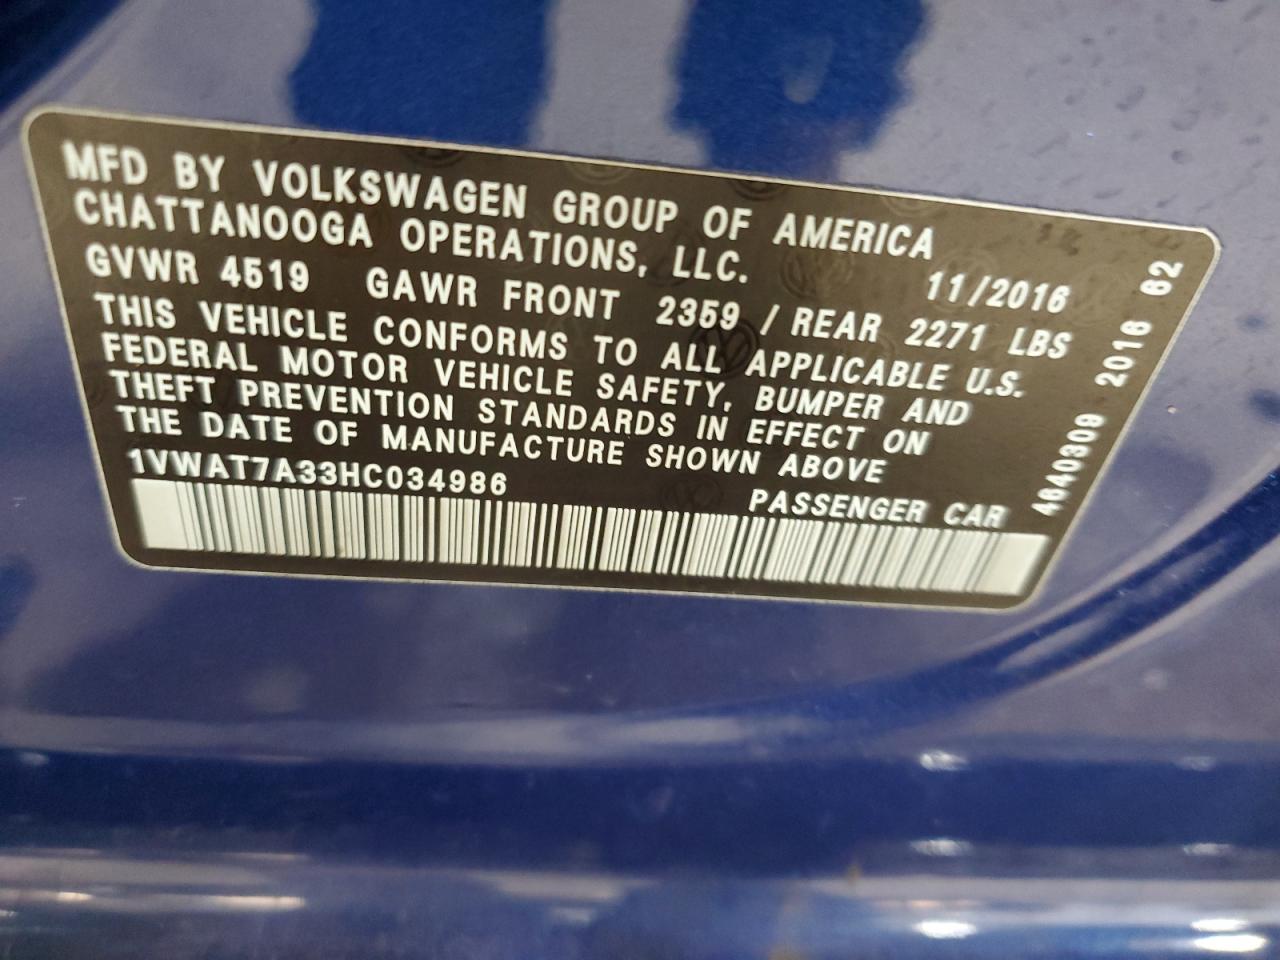 MFD BY VOLKSWAGEN GROUP OF AMERICA
CHATTANOOGA OPERATIONS, LLC. 11/2016
GVWR 4519 GAWR FRONT 2359 / REAR 2271 LBS
THIS VEHICLE CONFORMS TO ALL APPLICABLE U.S.
FEDERAL MOTOR VEHICLE SAFETY, BUMPER AND
THEFT PREVENTION STANDARDS IN EFFECT ON
THE DATE OF MANUFACTURE SHOWN ABOVE
1VWAT7A33HC034986 PASSENGER CAR
4640309 2016 62